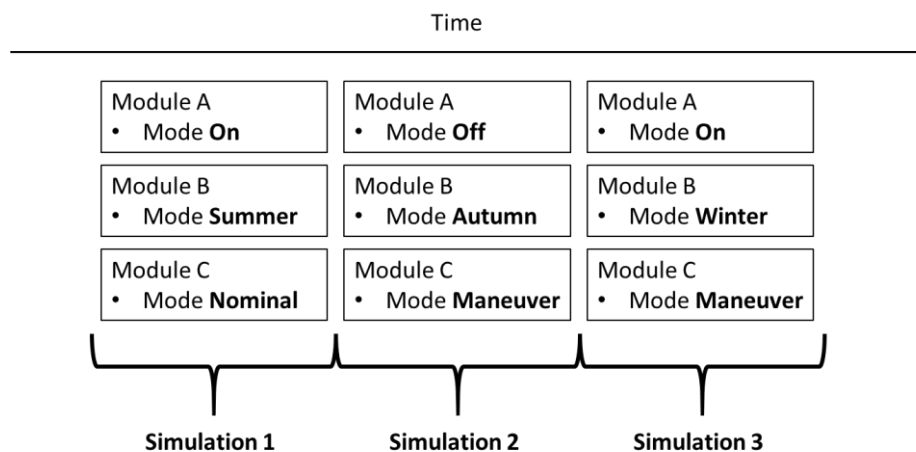 Time
Module A
• Mode On
Module B
• Mode Summer
Module C
• Mode Nominal
Simulation 1
Module A
• Mode Off
Module B
• Mode Autumn
Module C
• Mode Maneuver
Simulation 2
Module A
• Mode On
Module B
• Mode Winter
Module C
• Mode Maneuver
Simulation 3